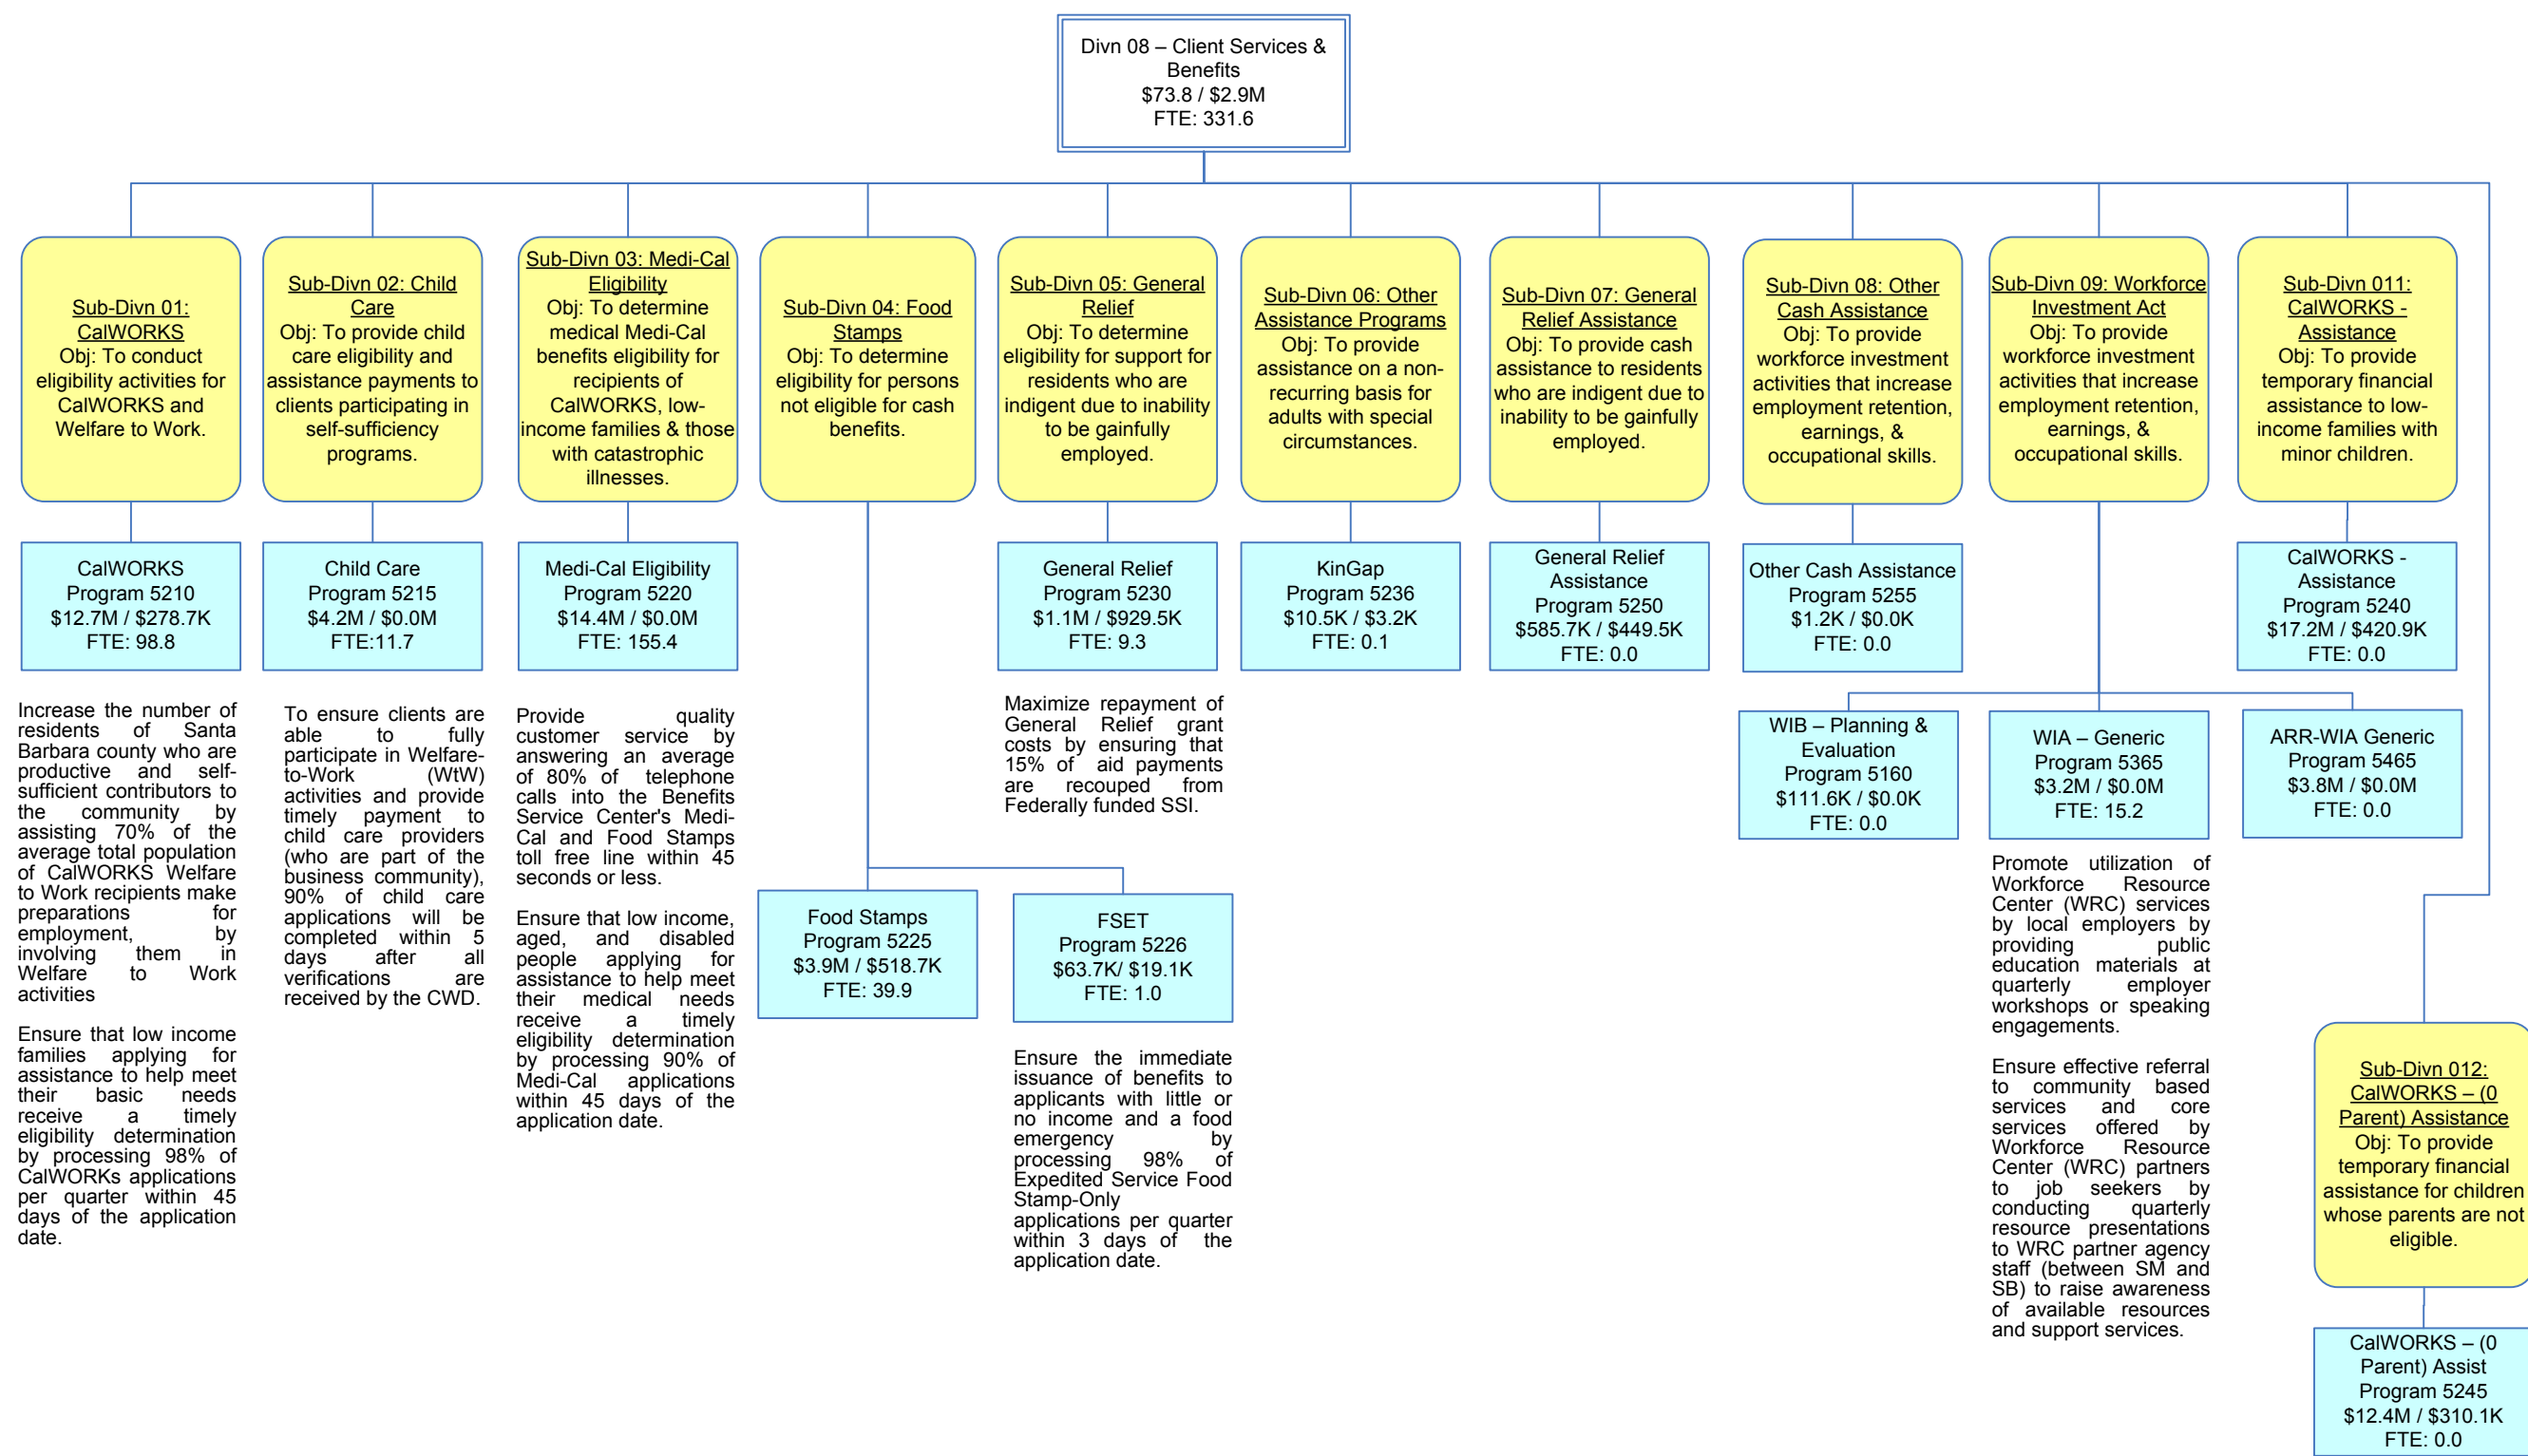 Divn 08 – Client Services &
Benefits
$73.8 / $2.9M
FTE: 331.6
Sub-Divn 01:
CalWORKS
Obj: To conduct
eligibility activities for
CalWORKS and
Welfare to Work.
Sub-Divn 02: Child
Care
Obj: To provide child
care eligibility and
assistance payments to
clients participating in
self-sufficiency
programs.
Sub-Divn 03: Medi-Cal
Eligibility
Obj: To determine
medical Medi-Cal
benefits eligibility for
recipients of
CalWORKS, low-
income families & those
with catastrophic
illnesses.
Sub-Divn 04: Food
Stamps
Obj: To determine
eligibility for persons
not eligible for cash
benefits.
Sub-Divn 05: General
Relief
Obj: To determine
eligibility for support for
residents who are
indigent due to inability
to be gainfully
employed.
Sub-Divn 06: Other
Assistance Programs
Obj: To provide
assistance on a non-
recurring basis for
adults with special
circumstances.
Sub-Divn 07: General
Relief Assistance
Obj: To provide cash
assistance to residents
who are indigent due to
inability to be gainfully
employed.
Sub-Divn 08: Other
Cash Assistance
Obj: To provide
workforce investment
activities that increase
employment retention,
earnings, &
occupational skills.
Sub-Divn 09: Workforce
Investment Act
Obj: To provide
workforce investment
activities that increase
employment retention,
earnings, &
occupational skills.
Sub-Divn 011:
CalWORKS -
Assistance
Obj: To provide
temporary financial
assistance to low-
income families with
minor children.
CalWORKS
Program 5210
$12.7M / $278.7K
FTE: 98.8
Child Care
Program 5215
$4.2M / $0.0M
FTE:11.7
Medi-Cal Eligibility
Program 5220
$14.4M / $0.0M
FTE: 155.4
General Relief
Program 5230
$1.1M / $929.5K
FTE: 9.3
KinGap
Program 5236
$10.5K / $3.2K
FTE: 0.1
General Relief
Assistance
Program 5250
$585.7K / $449.5K
FTE: 0.0
Other Cash Assistance
Program 5255
$1.2K / $0.0K
FTE: 0.0
CalWORKS -
Assistance
Program 5240
$17.2M / $420.9K
FTE: 0.0
Increase the number of
residents of Santa
Barbara county who are
productive and self-
sufficient contributors to
the community by
assisting 70% of the
average total population
of CalWORKS Welfare
to Work recipients make
preparations for
employment, by
involving them in
Welfare to Work
activities
Ensure that low income
families applying for
assistance to help meet
their basic needs
receive a timely
eligibility determination
by processing 98% of
CalWORKs applications
per quarter within 45
days of the application
date.
To ensure clients are
able to fully
participate in Welfare-
to-Work (WtW)
activities and provide
timely payment to
child care providers
(who are part of the
business community),
90% of child care
applications will be
completed within 5
days after all
verifications are
received by the CWD.
Provide quality
customer service by
answering an average
of 80% of telephone
calls into the Benefits
Service Center's Medi-
Cal and Food Stamps
toll free line within 45
seconds or less.
Ensure that low income,
aged, and disabled
people applying for
assistance to help meet
their medical needs
receive a timely
eligibility determination
by processing 90% of
Medi-Cal applications
within 45 days of the
application date.
Maximize repayment of
General Relief grant
costs by ensuring that
15% of aid payments
are recouped from
Federally funded SSI.
Food Stamps
Program 5225
$3.9M / $518.7K
FTE: 39.9
FSET
Program 5226
$63.7K/ $19.1K
FTE: 1.0
Ensure the immediate
issuance of benefits to
applicants with little or
no income and a food
emergency by
processing 98% of
Expedited Service Food
Stamp-Only
applications per quarter
within 3 days of the
application date.
WIB – Planning &
Evaluation
Program 5160
$111.6K / $0.0K
FTE: 0.0
WIA – Generic
Program 5365
$3.2M / $0.0M
FTE: 15.2
ARR-WIA Generic
Program 5465
$3.8M / $0.0M
FTE: 0.0
Promote utilization of
Workforce Resource
Center (WRC) services
by local employers by
providing public
education materials at
quarterly employer
workshops or speaking
engagements.
Ensure effective referral
to community based
services and core
services offered by
Workforce Resource
Center (WRC) partners
to job seekers by
conducting quarterly
resource presentations
to WRC partner agency
staff (between SM and
SB) to raise awareness
of available resources
and support services.
Sub-Divn 012:
CalWORKS – (0
Parent) Assistance
Obj: To provide
temporary financial
assistance for children
whose parents are not
eligible.
CalWORKS – (0
Parent) Assist
Program 5245
$12.4M / $310.1K
FTE: 0.0